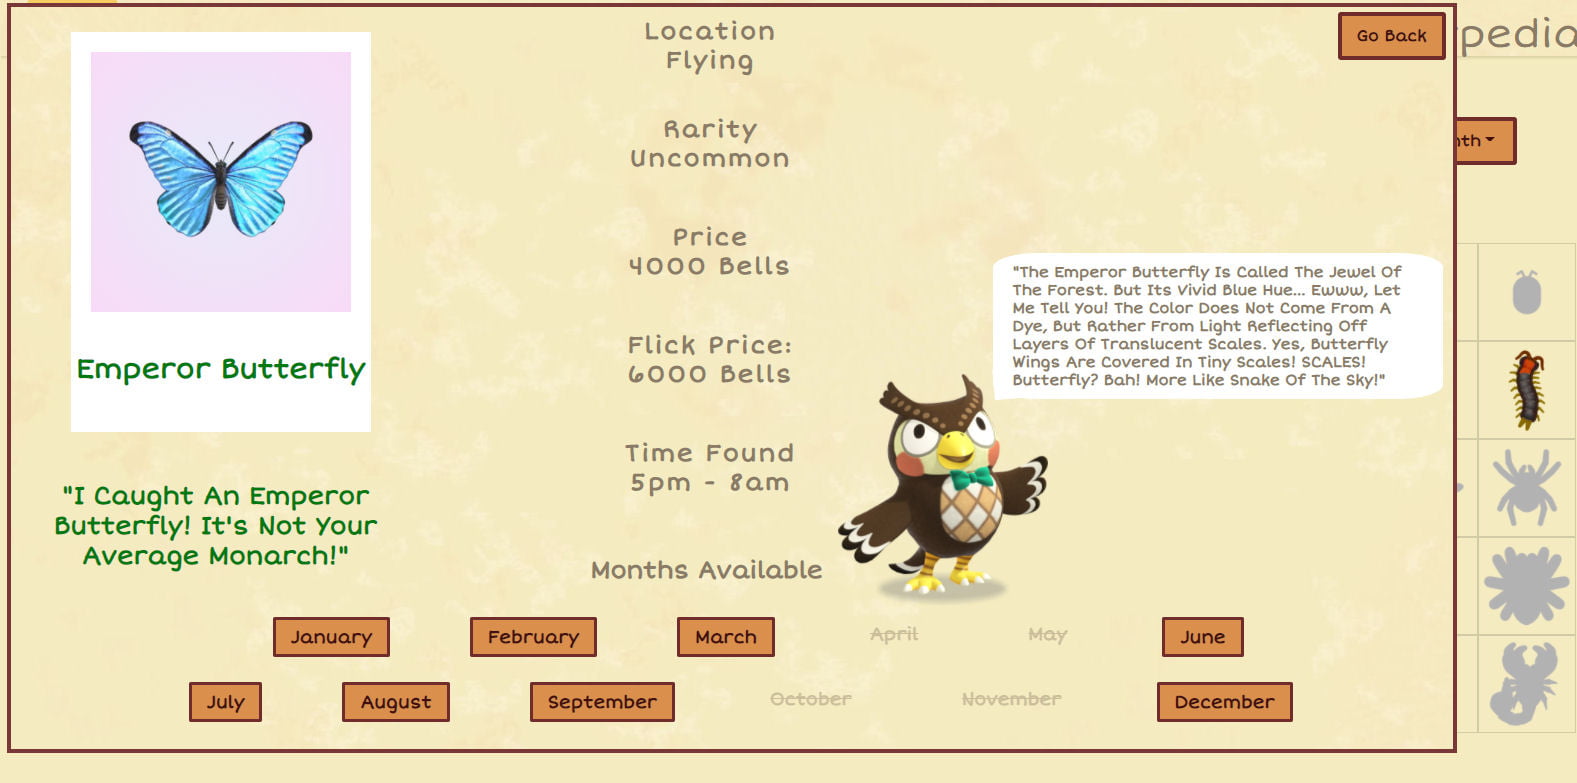 Location
Flying
Go Back
pedia
nth
Rarity
Uncommon
Price
4000 Bells
"The Emperor Butterfly Is Called The Jewel Of
The Forest. But Its Vivid Blue Hue... Ewww, Let
Me Tell You! The Color Does Not Come From A
Dye, But Rather From Light Reflecting Off
Layers Of Translucent Scales. Yes, Butterfly
Wings Are Covered In Tiny Scales! SCALES!
Butterfly? Bah! More Like Snake Of The Sky!"
Flick Price:
6000 Bells
Emperor Butterfly
Time Found
5pm - 8am
"I Caught An Emperor
Butterfly! It's Not Your
Average Monarch!"
Months Available
January February March April May June
July August September October November December